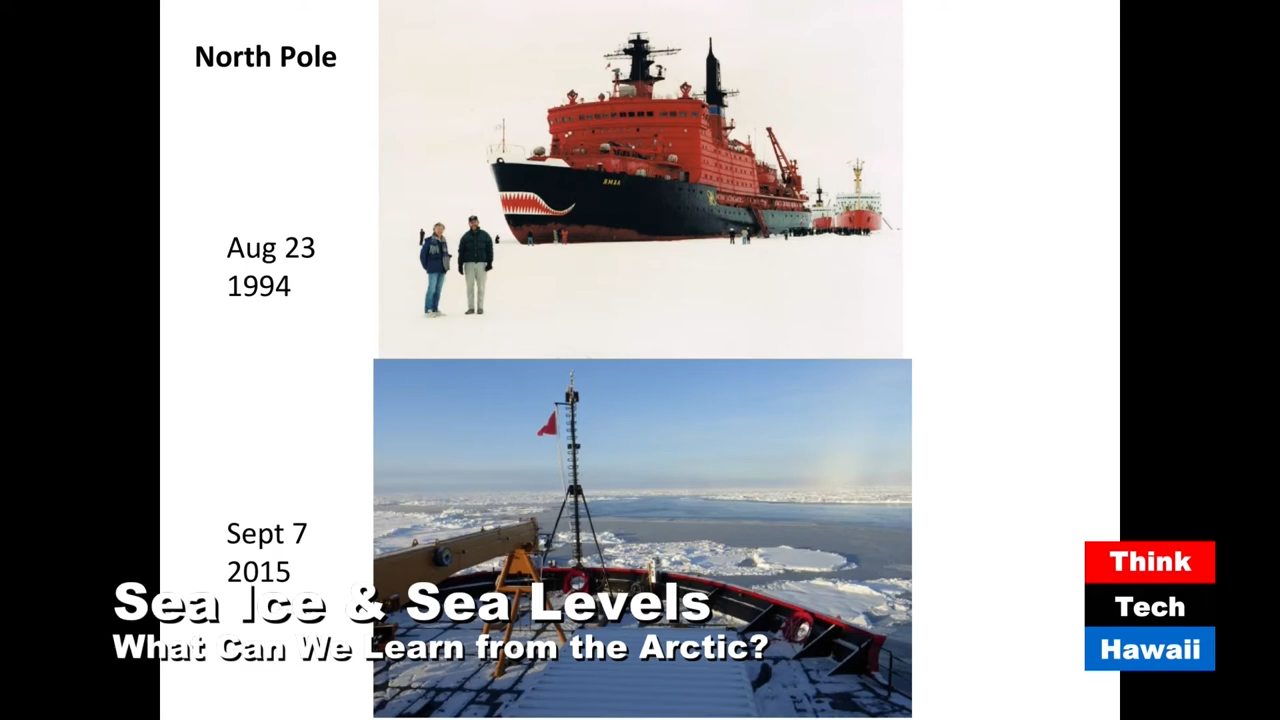 North Pole
ЯМАЛ
Aug 23
1994
Sept 7
2015
Sea Ice & Sea Levels
What Can We Learn from the Arctic?
Think
Tech
Hawaii